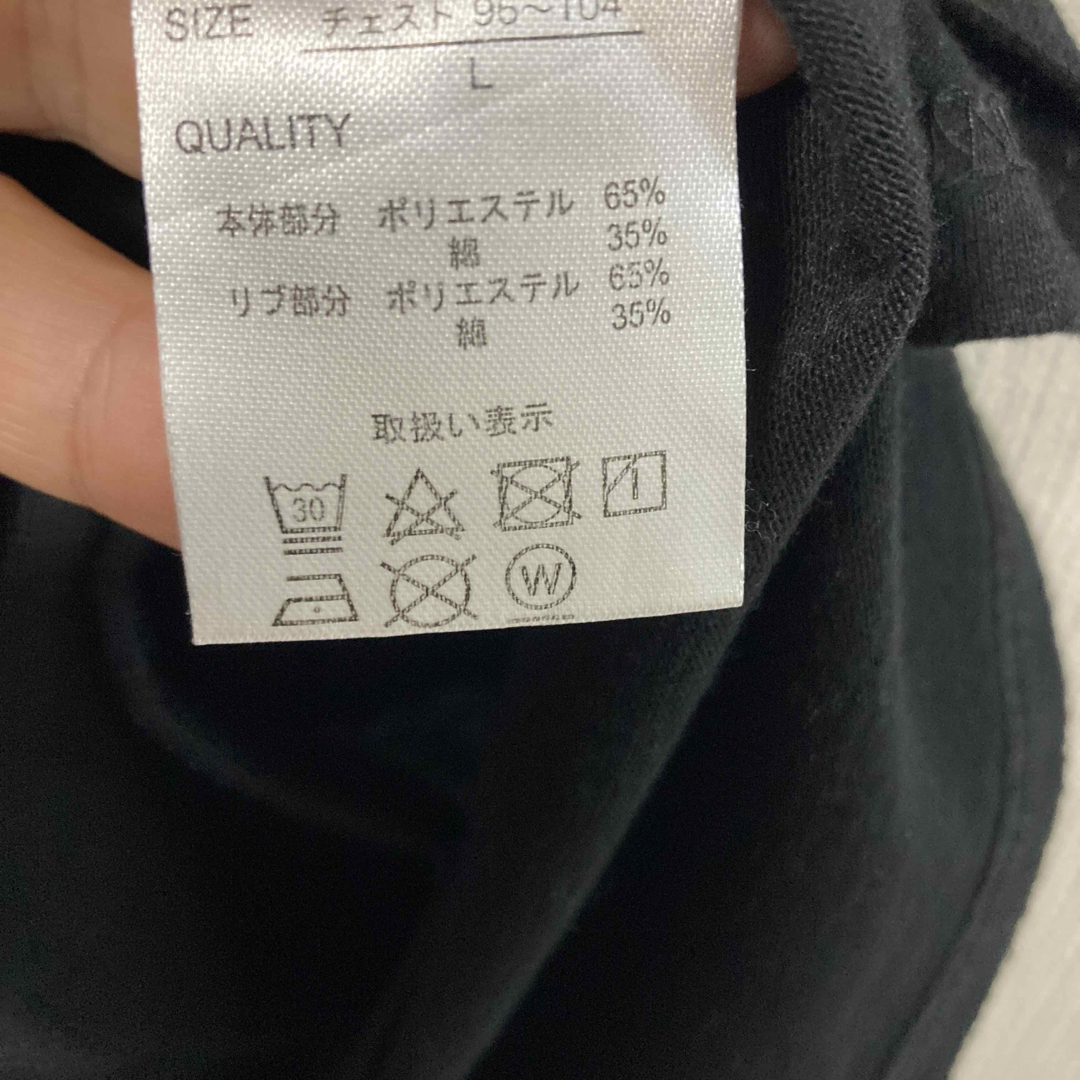 SIZE チェスト 96～104
L
QUALITY
本体部分 ポリエステル 65%
綿 35%
リブ部分 ポリエステル 65%
綿 35%
取扱い表示
30
W